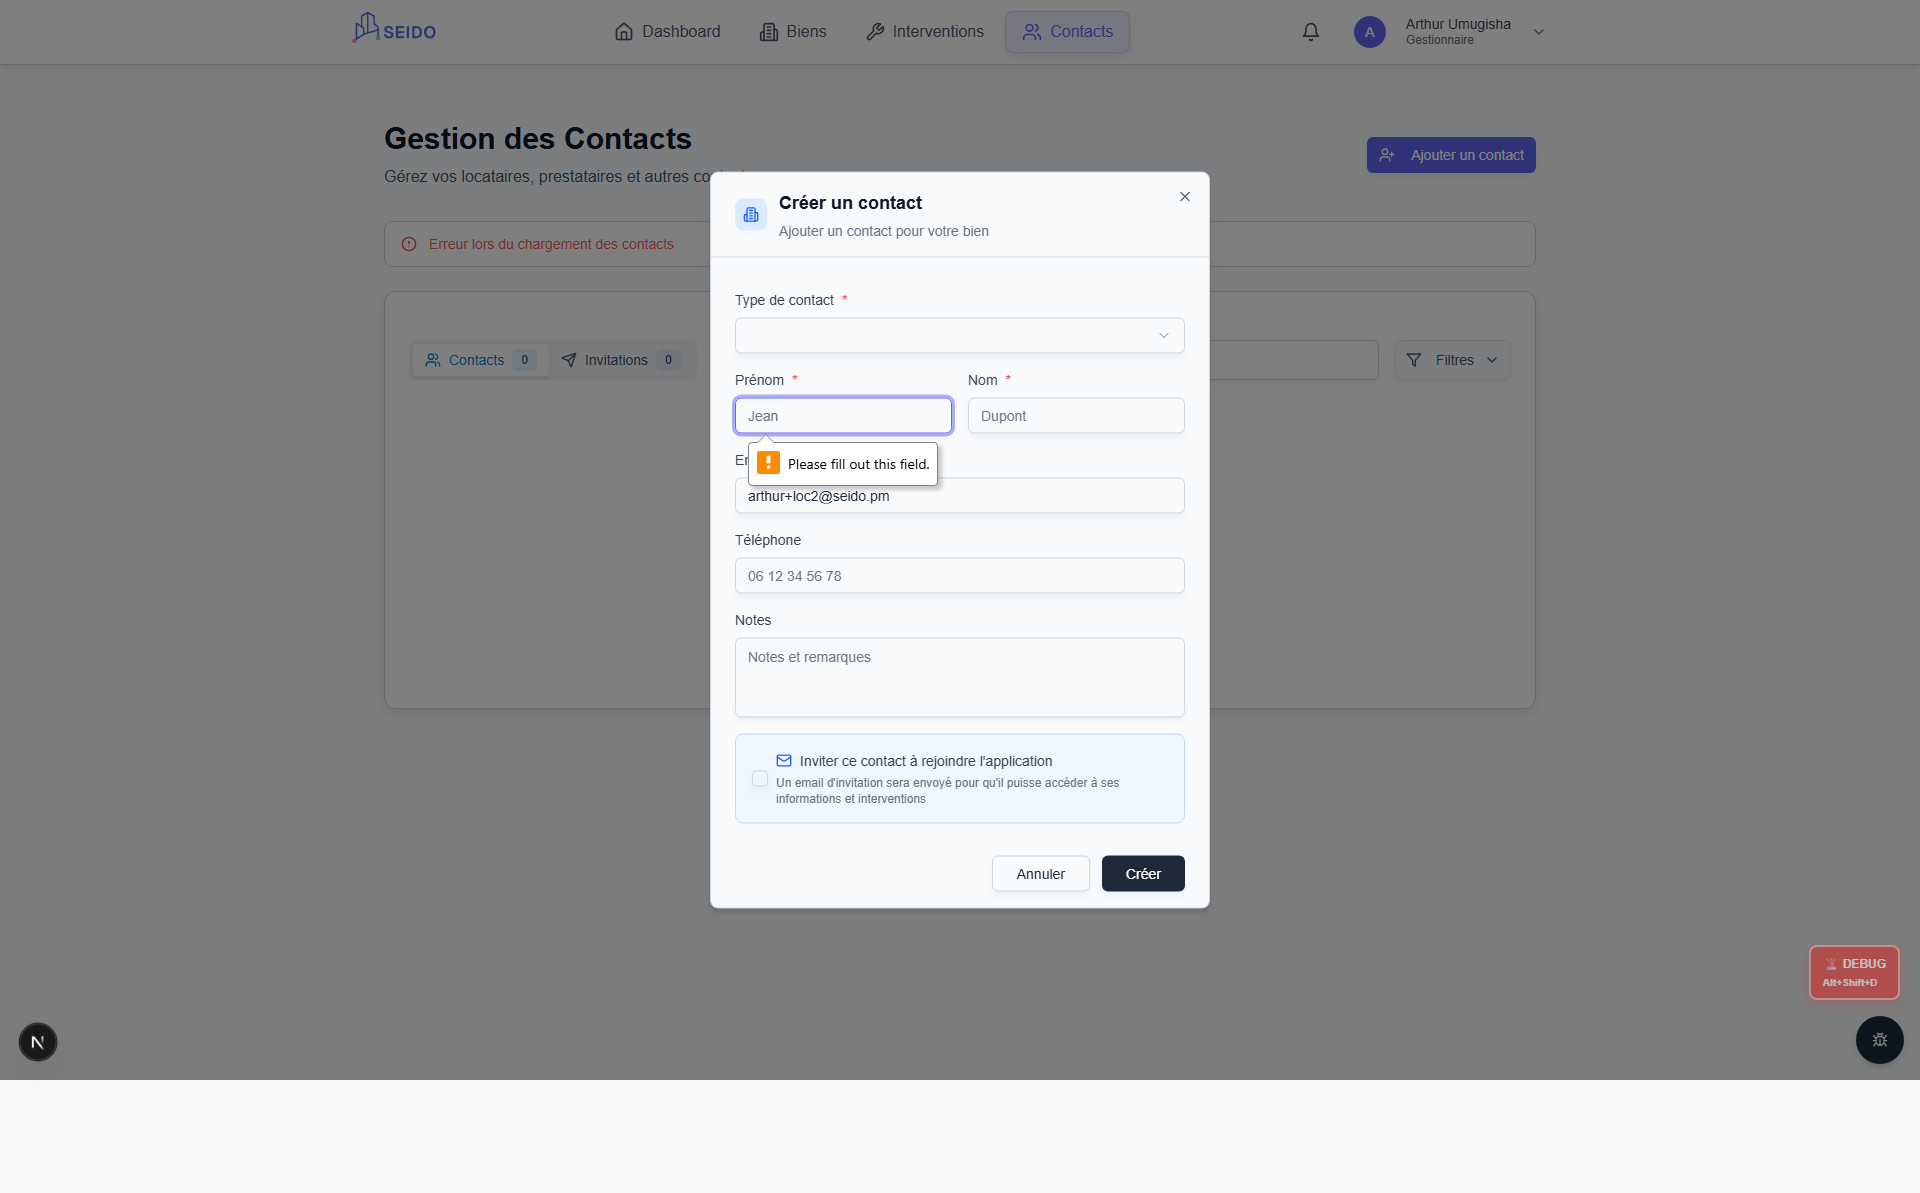 SEIDO
Dashboard
Biens
Interventions
Contacts
A
Arthur Umugisha
Gestionnaire
Gestion des Contacts
Gérez vos locataires, prestataires et autres
Ajouter un contact
Erreur lors du chargement des contacts
Contacts 0
Invitations 0
Filtres
Créer un contact
Ajouter un contact pour votre bien
Type de contact *
Prénom *
Nom *
Jean
Dupont
Please fill out this field.
arthur+loc2@seido.pm
Téléphone
06 12 34 56 78
Notes
Notes et remarques
Inviter ce contact à rejoindre l'application
Un email d'invitation sera envoyé pour qu'il puisse accéder à ses
informations et interventions
Annuler
Créer
DEBUG
Alt+Shift+D
N